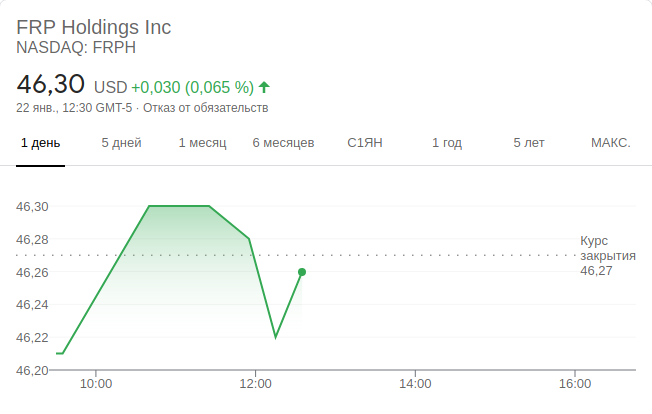 FRP Holdings Inc
NASDAQ: FRPH
46,30 USD +0,030 (0,065 %)
22 янв., 12:30 GMT-5 · Отказ от обязательств
1 день 5 дней 1 месяц 6 месяцев С1ЯН 1 год 5 лет МАКС.
46,30
46,28
Курс
закрытия
46,27
46,26
46,24
46,22
46,20
10:00 12:00 14:00 16:00